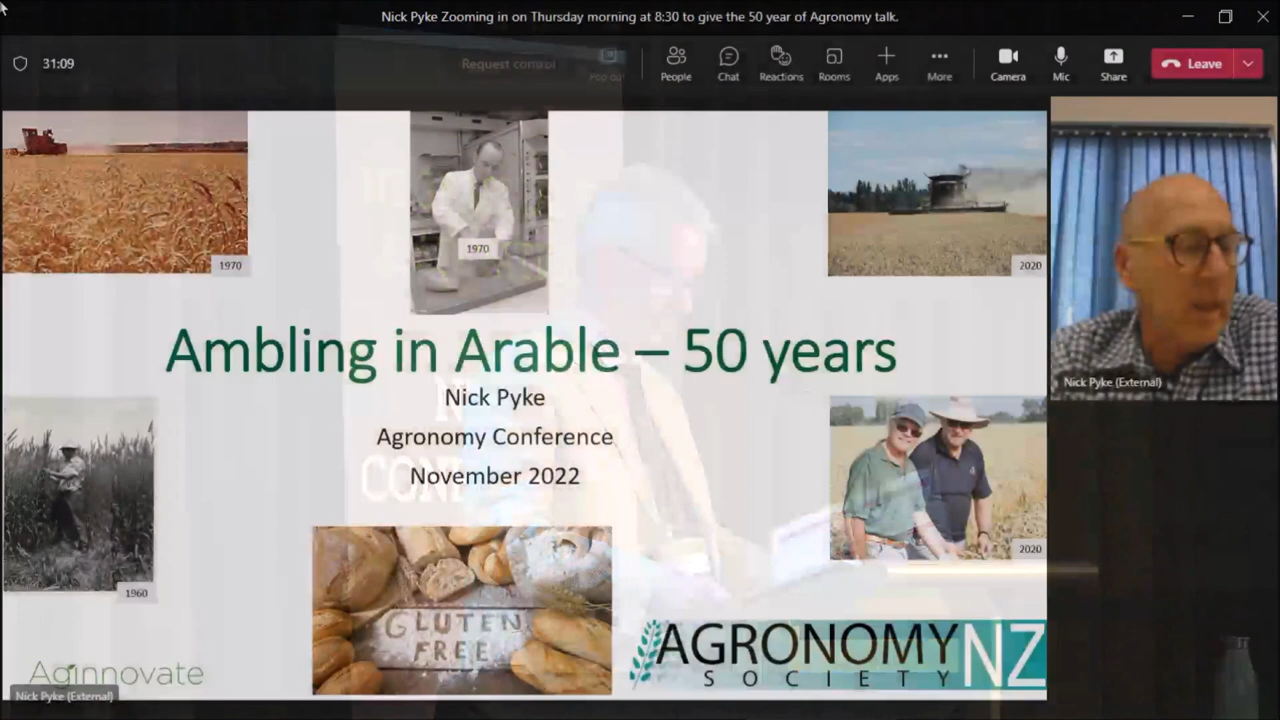 Nick Pyke Zooming in on Thursday morning at 8:30 to give the 50 year of Agronomy talk.
31:09
Request control
Pop out
People
Chat
Reactions
Rooms
Apps
More
Camera
Mic
Share
Leave
1970
1970
2020
Ambling in Arable – 50 years
Nick Pyke
Agronomy Conference
November 2022
Nick Pyke (External)
1960
2020
GLUTEN
FREE
Aginnovate
AGRONOMY NZ
SOCIETY
Nick Pyke (External)